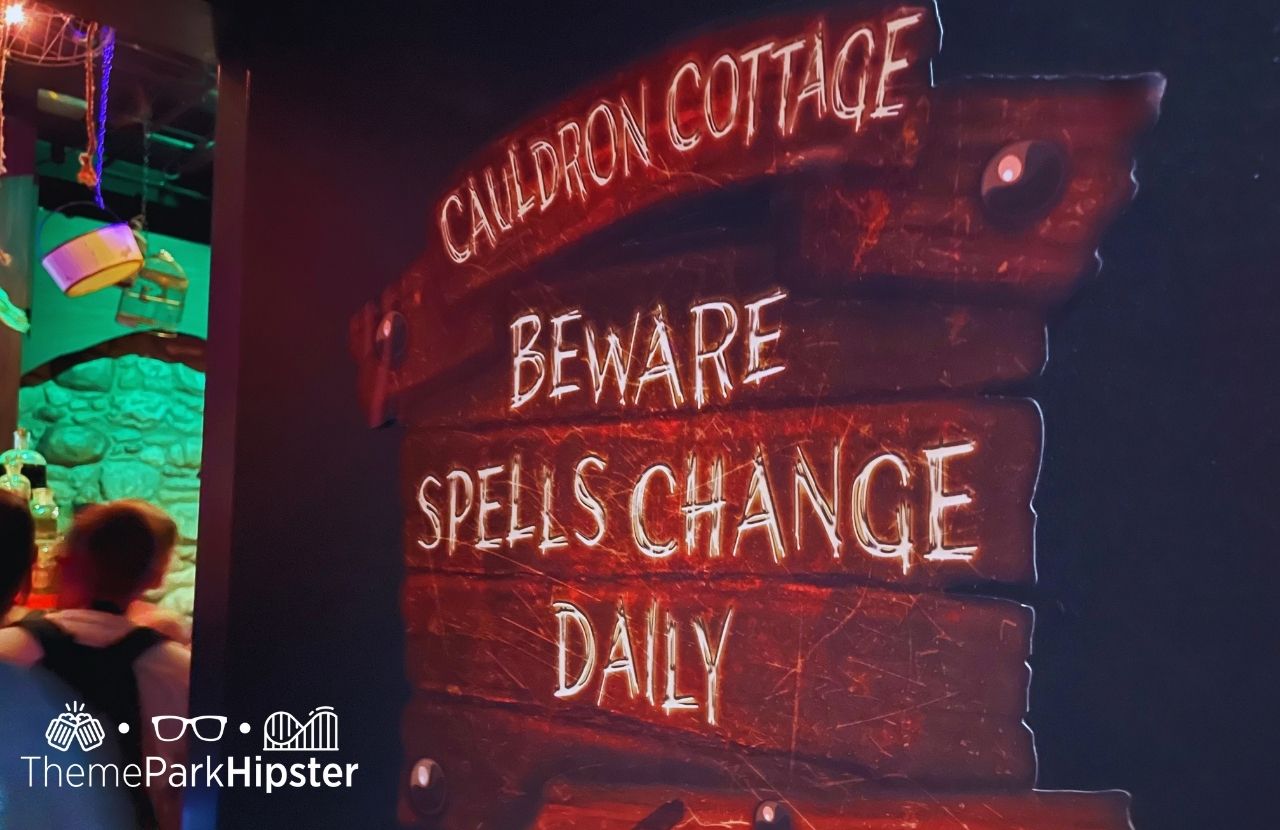 CAULDRON COTTAGE
BEWARE
SPELLS CHANGE
DAILY
ThemeParkHipster